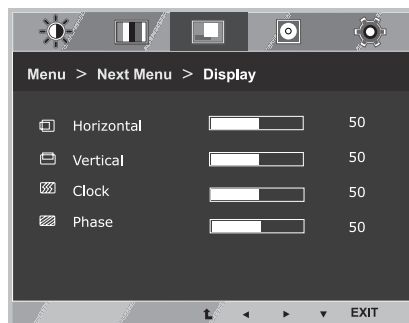 Menu > Next Menu > Display
Horizontal 50
Vertical 50
Clock 50
Phase 50
EXIT